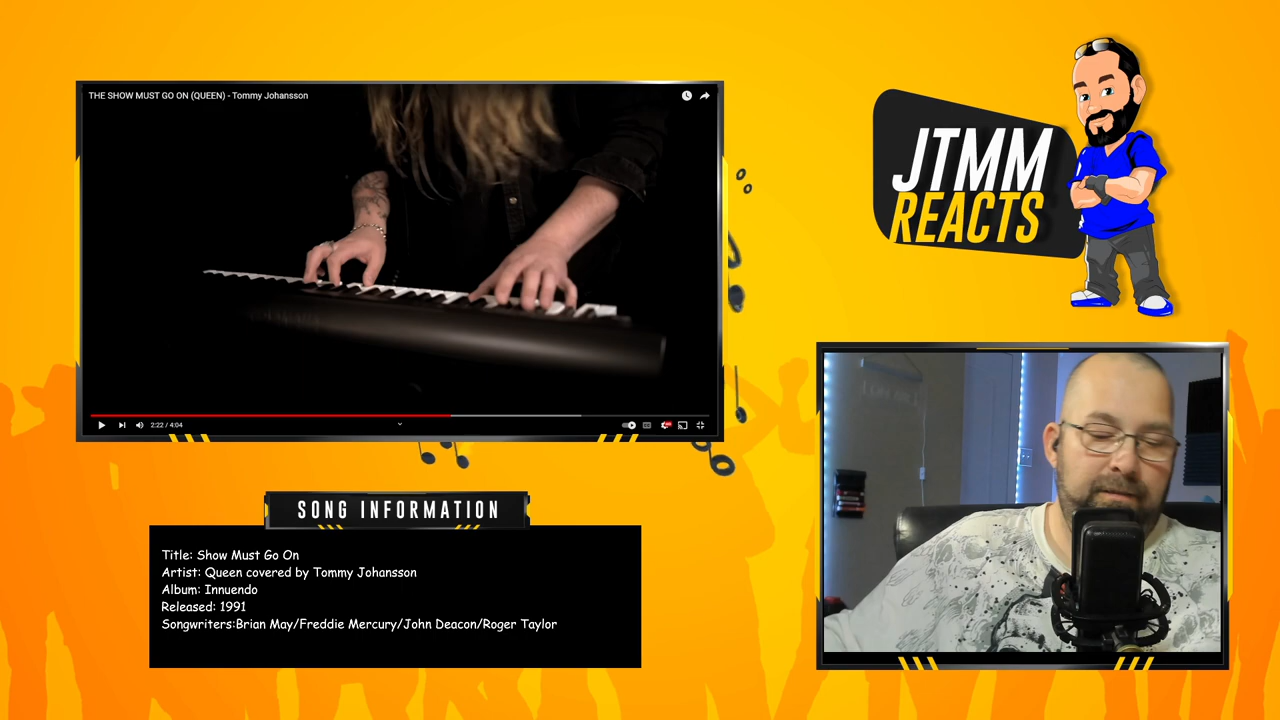 THE SHOW MUST GO ON (QUEEN) - Tommy Johansson
2:22 / 4:04
JTMM
REACTS
SONG INFORMATION
Title: Show Must Go On
Artist: Queen covered by Tommy Johansson
Album: Innuendo
Released: 1991
Songwriters:Brian May/Freddie Mercury/John Deacon/Roger Taylor